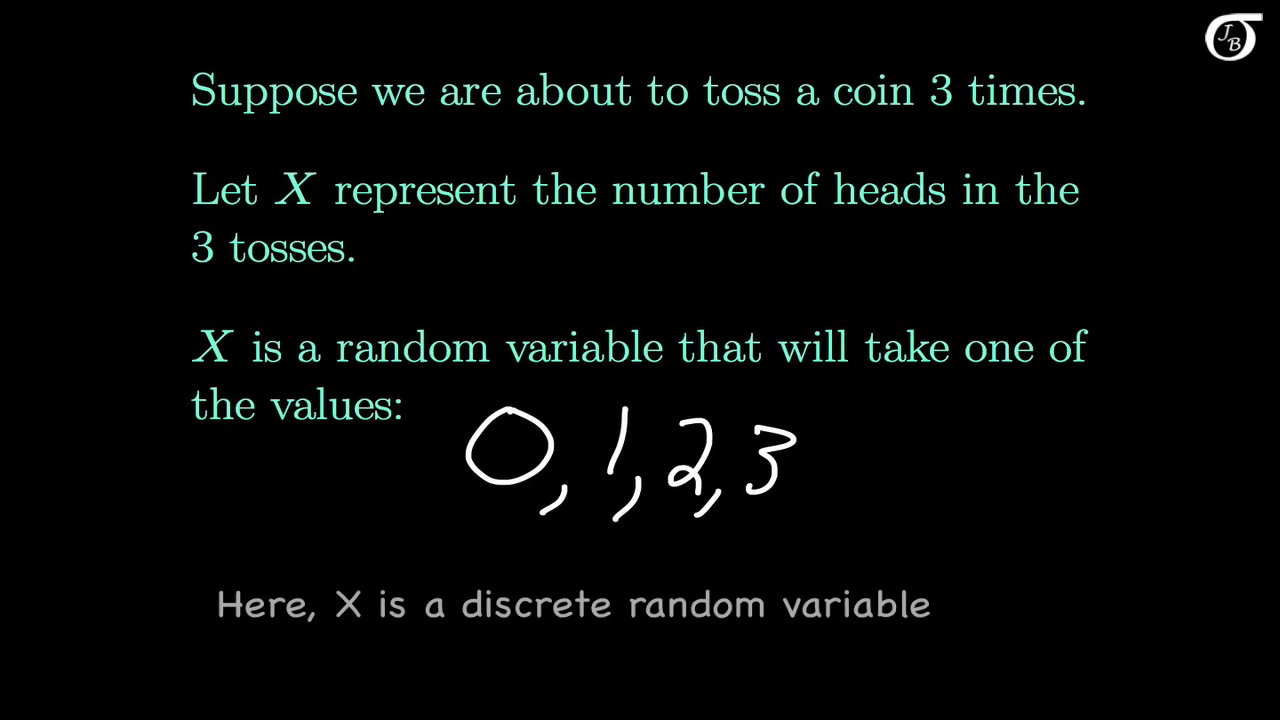 JB
Suppose we are about to toss a coin 3 times.
Let X represent the number of heads in the
3 tosses.
X is a random variable that will take one of
the values:
0, 1, 2, 3
Here, X is a discrete random variable